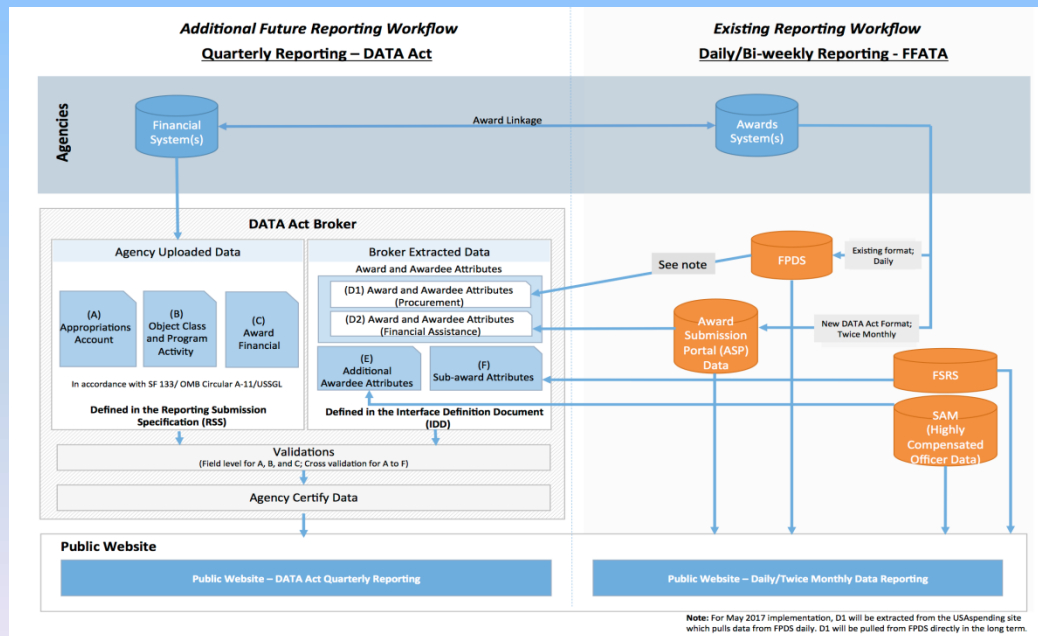 Additional Future Reporting Workflow
Quarterly Reporting – DATA Act
Existing Reporting Workflow
Daily/Bi-weekly Reporting - FFATA
Agencies
Financial
System(s)
Award Linkage
Awards
System(s)
DATA Act Broker
Agency Uploaded Data
(A)
Appropriations
Account
(B)
Object Class
and Program
Activity
(C)
Award
Financial
In accordance with SF 133/ OMB Circular A-11/USSGL
Defined in the Reporting Submission
Specification (RSS)
Broker Extracted Data
Award and Awardee Attributes
(D1) Award and Awardee Attributes
(Procurement)
(D2) Award and Awardee Attributes
(Financial Assistance)
(E)
Additional
Awardee Attributes
(F)
Sub-award Attributes
Defined in the Interface Definition Document
(IDD)
See note
FPDS
Existing format;
Daily
Award
Submission
Portal (ASP)
Data
New DATA Act Format;
Twice Monthly
FSRS
SAM
(Highly
Compensated
Officer Data)
Validations
(Field level for A, B, and C; Cross validation for A to F)
Agency Certify Data
Public Website
Public Website – DATA Act Quarterly Reporting
Public Website – Daily/Twice Monthly Data Reporting
Note: For May 2017 implementation, D1 will be extracted from the USAspending site
which pulls data from FPDS daily. D1 will be pulled from FPDS directly in the long term.